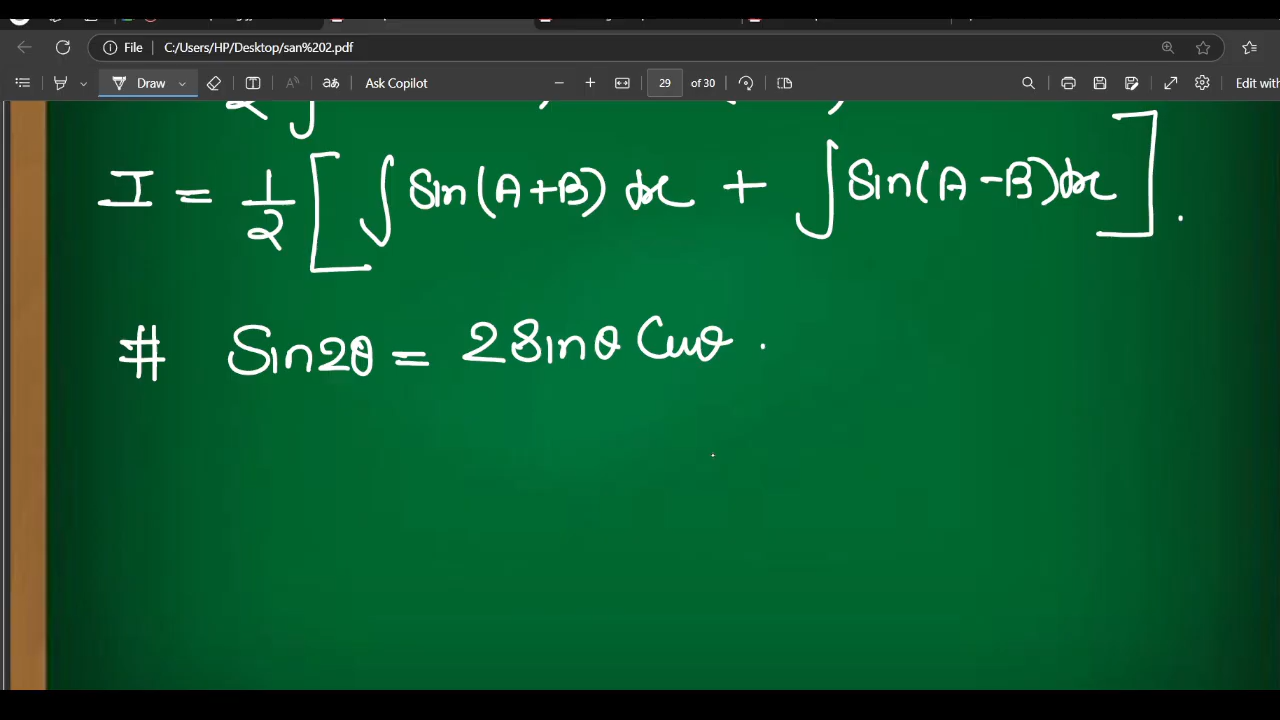 File | C:/Users/HP/Desktop/san%202.pdf
Draw Ask Copilot 29 of 30 Edit with
I = 1/2 [ ∫ Sin(A+B) dx + ∫ Sin(A-B)dx ] .
# Sin2θ = 2Sinθ Cosθ .